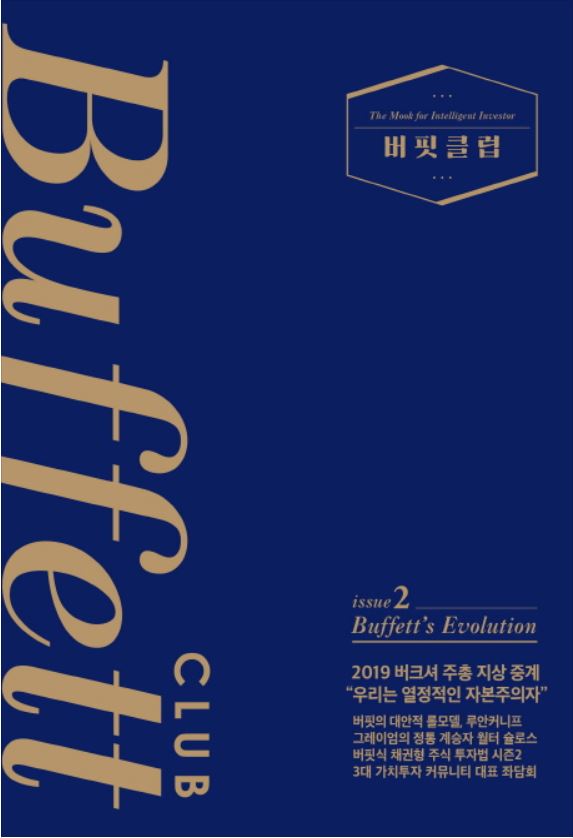 Buffett
CLUB
The Mook for Intelligent Investor
버핏클럽
issue 2
Buffett's Evolution
2019 버크셔 주총 지상 중계
“우리는 열정적인 자본주의자”
버핏의 대안적 롤모델, 루안커니프
그레이엄의 정통 계승자 월터 슐로스
버핏식 채권형 주식 투자법 시즌2
3대 가치투자 커뮤니티 대표 좌담회